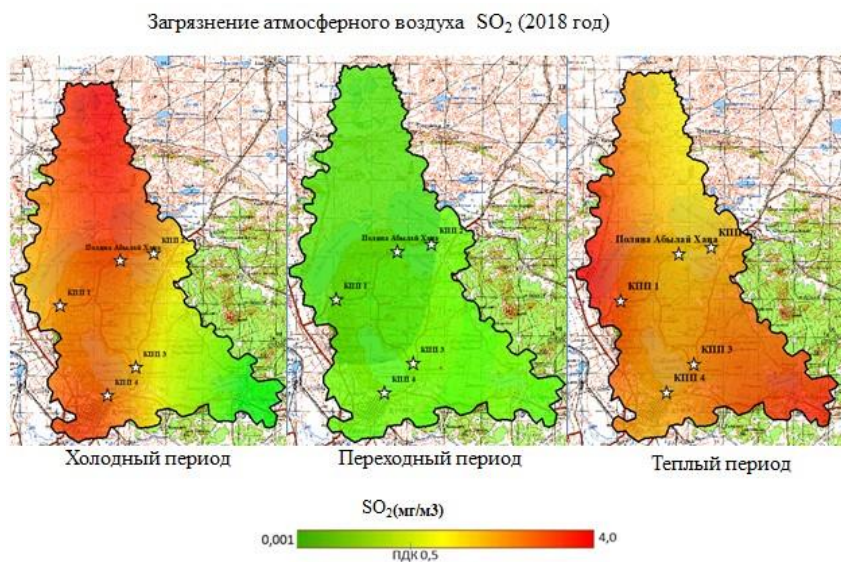 Загрязнение атмосферного воздуха SO₂ (2018 год)
Поляна Абылай Хана
КПП 2
КПП 1
КПП 3
КПП 4
Поляна Абылай Хана
КПП 2
КПП 1
КПП 3
КПП 4
Поляна Абылай Хана
КПП
КПП 1
КПП 3
КПП 4
Холодный период
Переходный период
Теплый период
SO₂(мг/м3)
0,001
4,0
ПДК 0,5